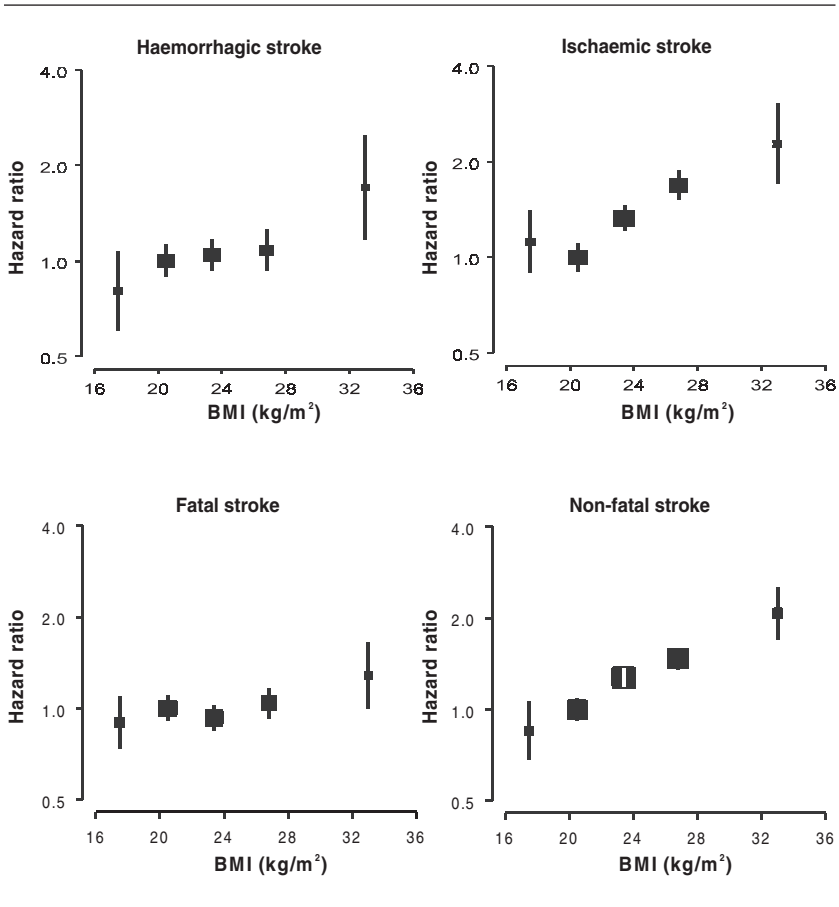 Haemorrhagic stroke
4.0
2.0
1.0
0.5
Hazard ratio
16 20 24 28 32 36
BMI (kg/m²)
Ischaemic stroke
4.0
2.0
1.0
0.5
Hazard ratio
16 20 24 28 32 36
BMI (kg/m²)
Fatal stroke
4.0
2.0
1.0
0.5
Hazard ratio
16 20 24 28 32 36
BMI (kg/m²)
Non-fatal stroke
4.0
2.0
1.0
0.5
Hazard ratio
16 20 24 28 32 36
BMI (kg/m²)